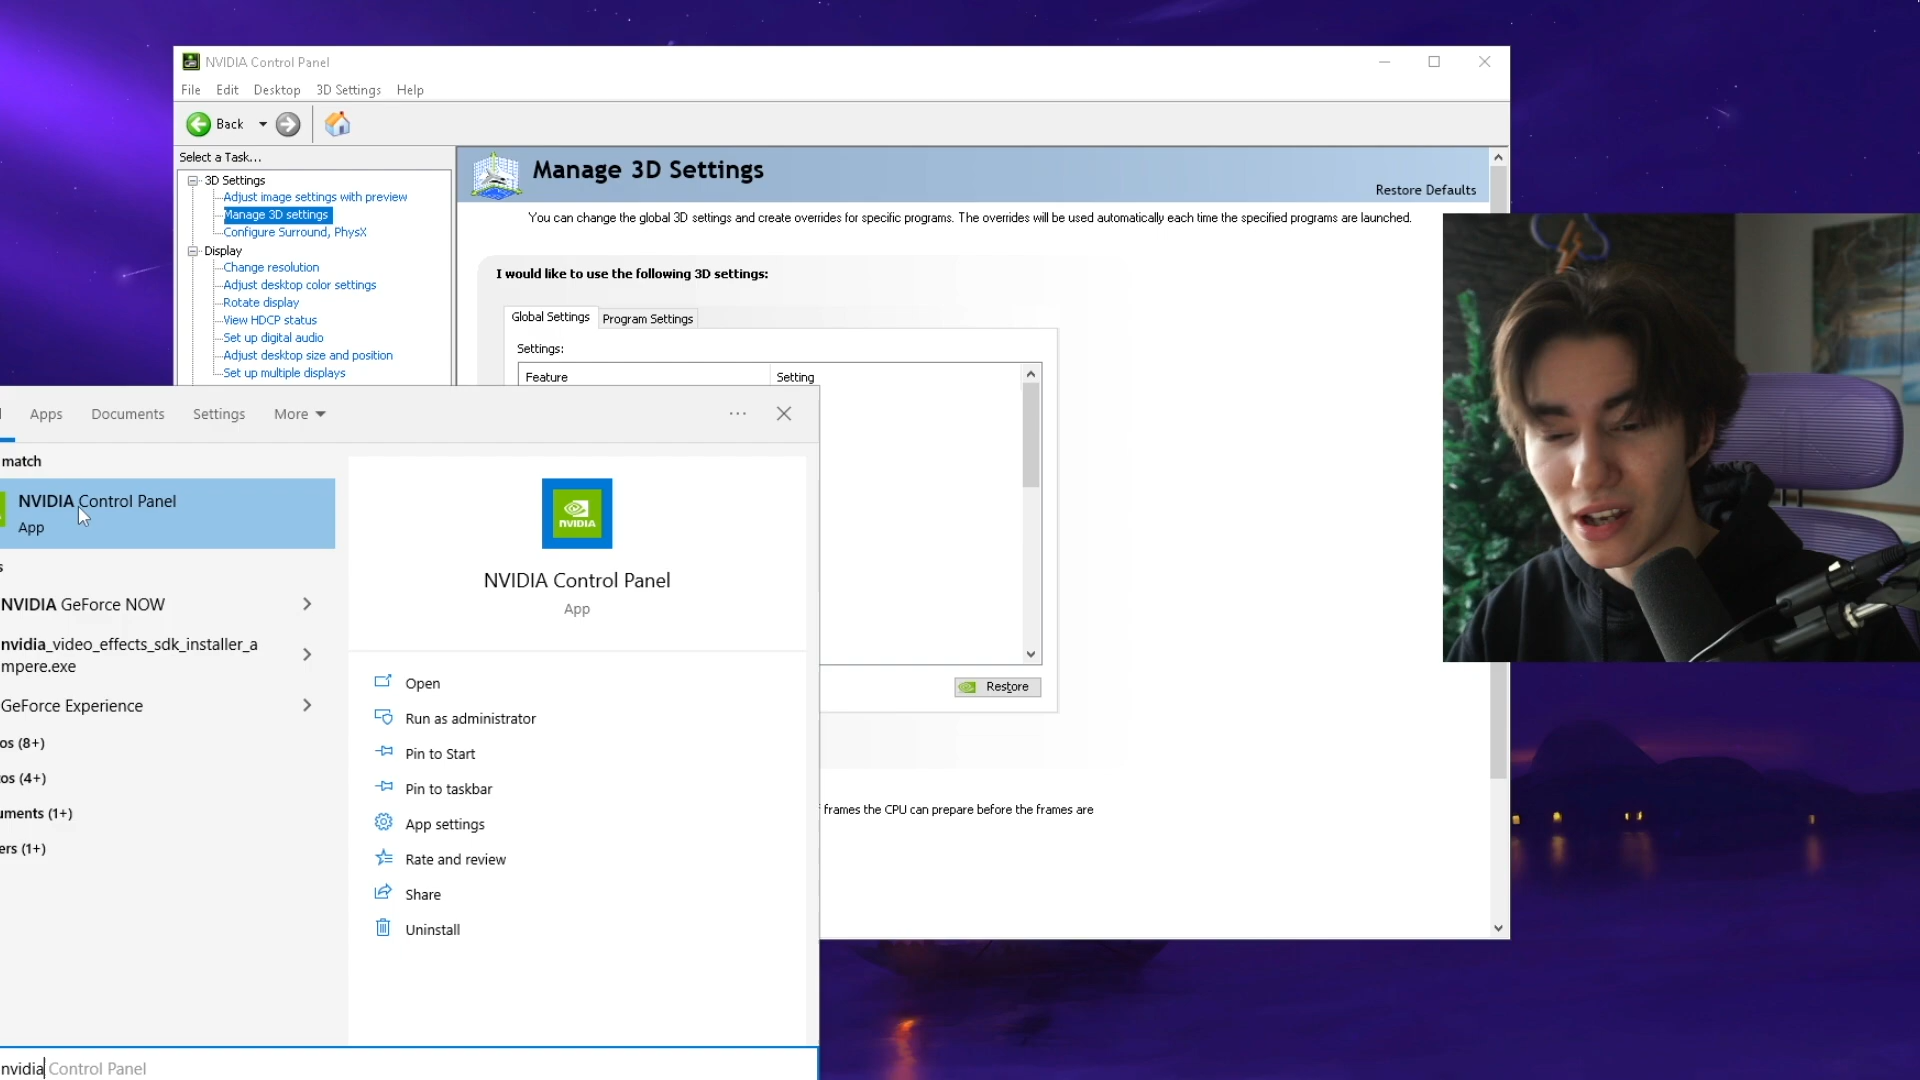 NVIDIA Control Panel
File Edit Desktop 3D Settings Help
Back
Select a Task...
3D Settings
Adjust image settings with preview
Manage 3D settings
Configure Surround, PhysX
Display
Change resolution
Adjust desktop color settings
Rotate display
View HDCP status
Set up digital audio
Adjust desktop size and position
Set up multiple displays
Manage 3D Settings
Restore Defaults
You can change the global 3D settings and create overrides for specific programs. The overrides will be used automatically each time the specified programs are launched.
I would like to use the following 3D settings:
Global Settings Program Settings
Settings:
Feature Setting
Restore
frames the CPU can prepare before the frames are
Apps Documents Settings More
match
NVIDIA Control Panel
App
s
NVIDIA GeForce NOW
nvidia_video_effects_sdk_installer_a
mpere.exe
GeForce Experience
os (8+)
tos (4+)
uments (1+)
ers (1+)
NVIDIA
NVIDIA Control Panel
App
Open
Run as administrator
Pin to Start
Pin to taskbar
App settings
Rate and review
Share
Uninstall
nvidia Control Panel